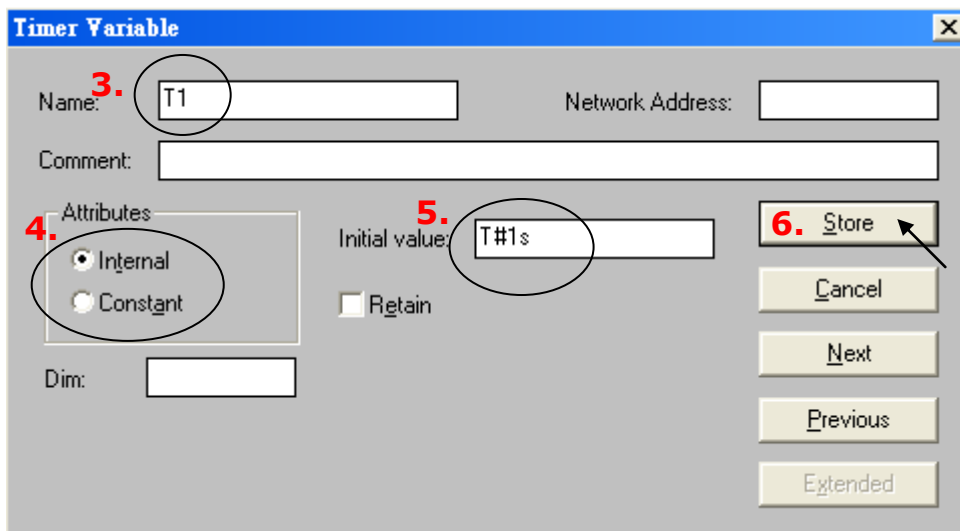 Timer Variable
Name: 3. T1 Network Address:
Comment:
Attributes
4.
Internal
Constant
5.
Initial value: T#1s
Retain
Dim:
6. Store
Cancel
Next
Previous
Extended